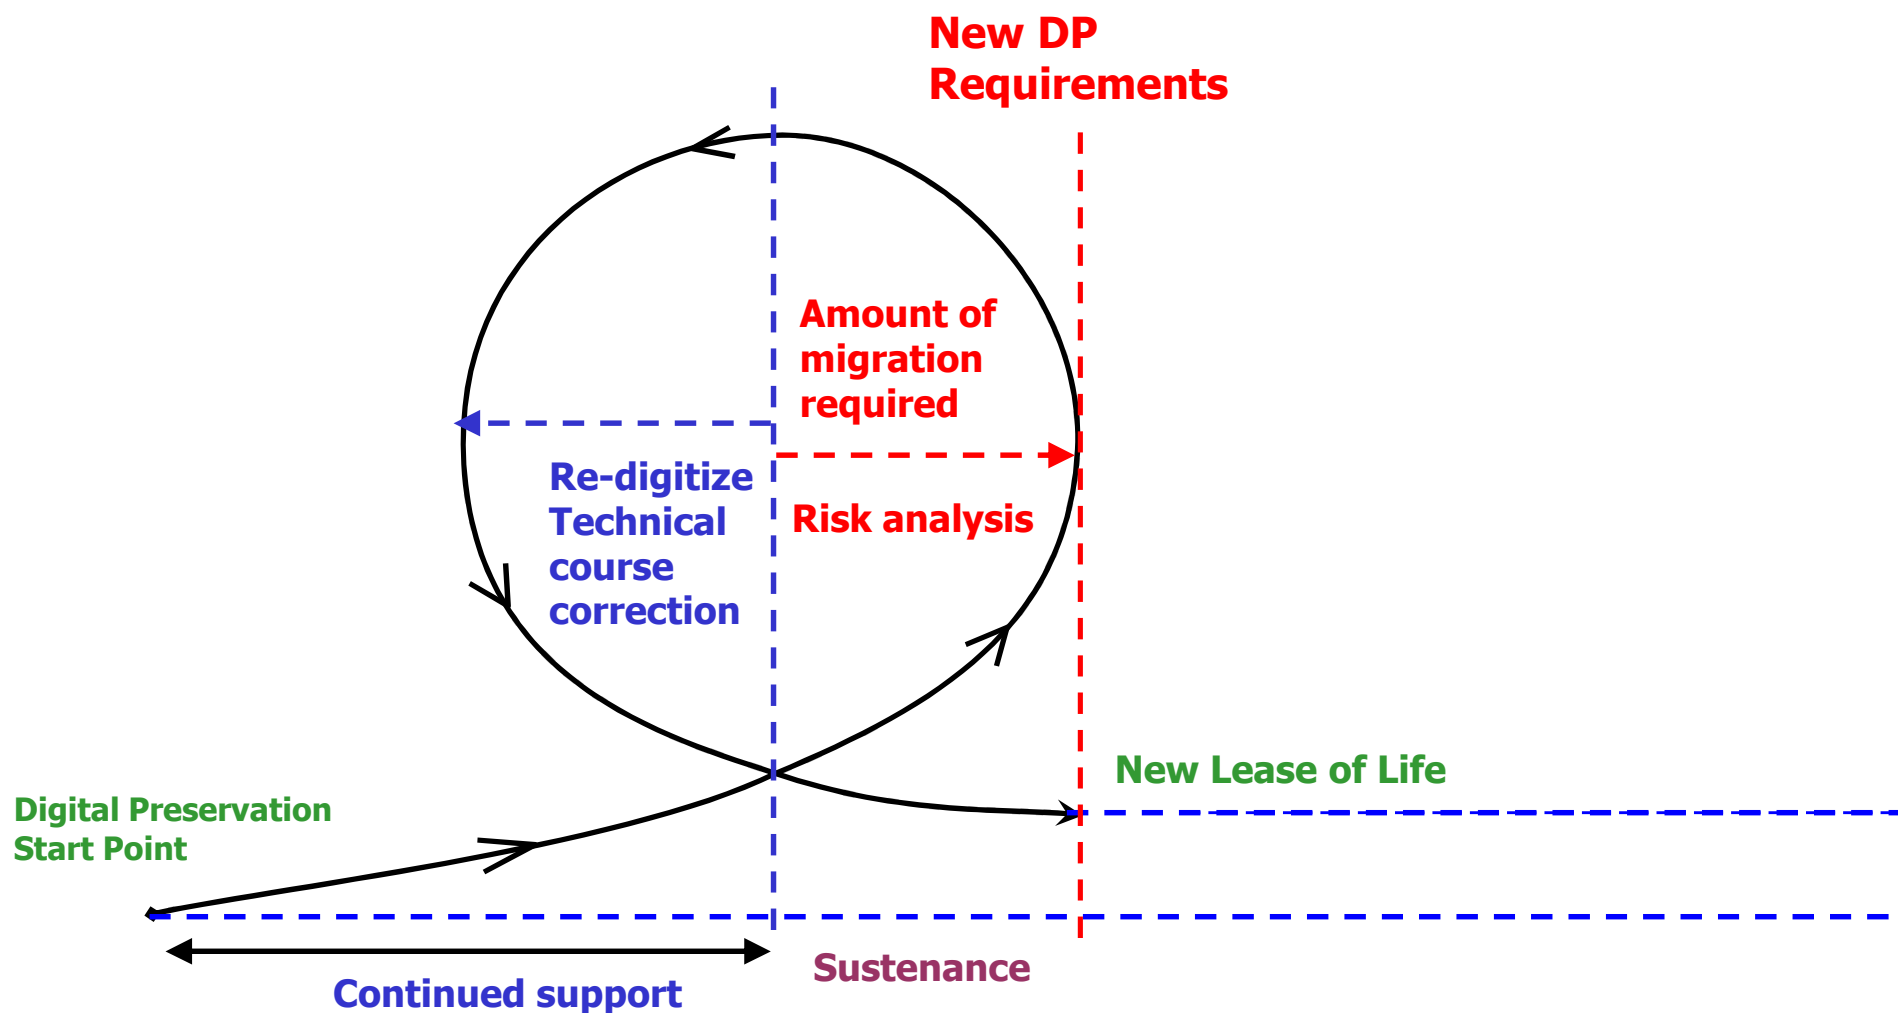 New DP
Requirements
Amount of
migration
required
Re-digitize
Technical
course
correction
Risk analysis
New Lease of Life
Digital Preservation
Start Point
Sustenance
Continued support